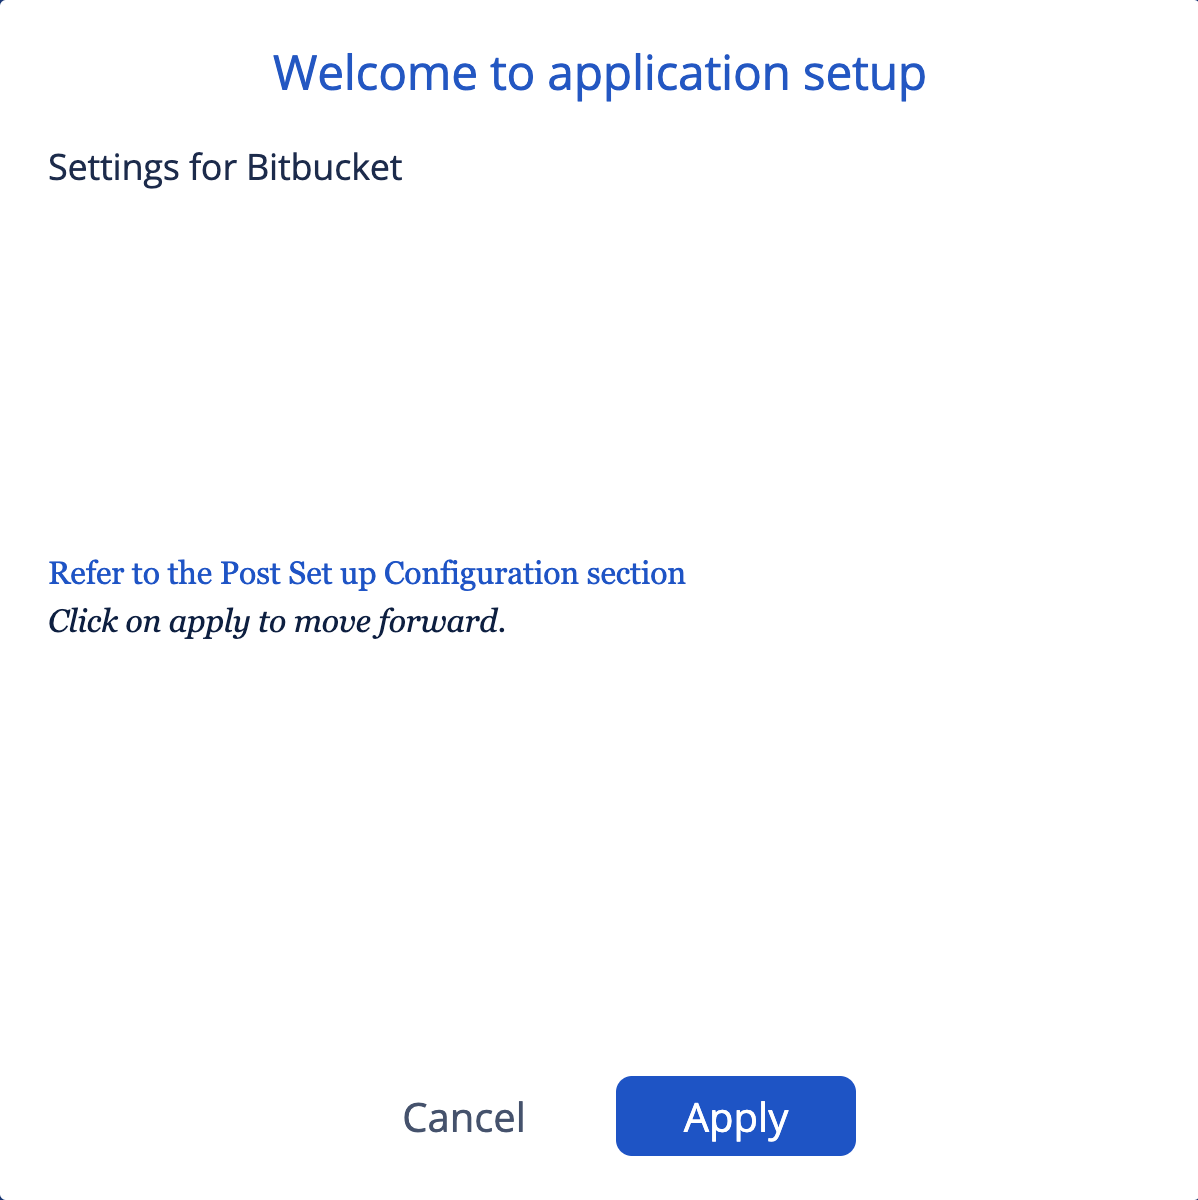 Welcome to application setup
Settings for Bitbucket
Refer to the Post Set up Configuration section
Click on apply to move forward.
Cancel
Apply